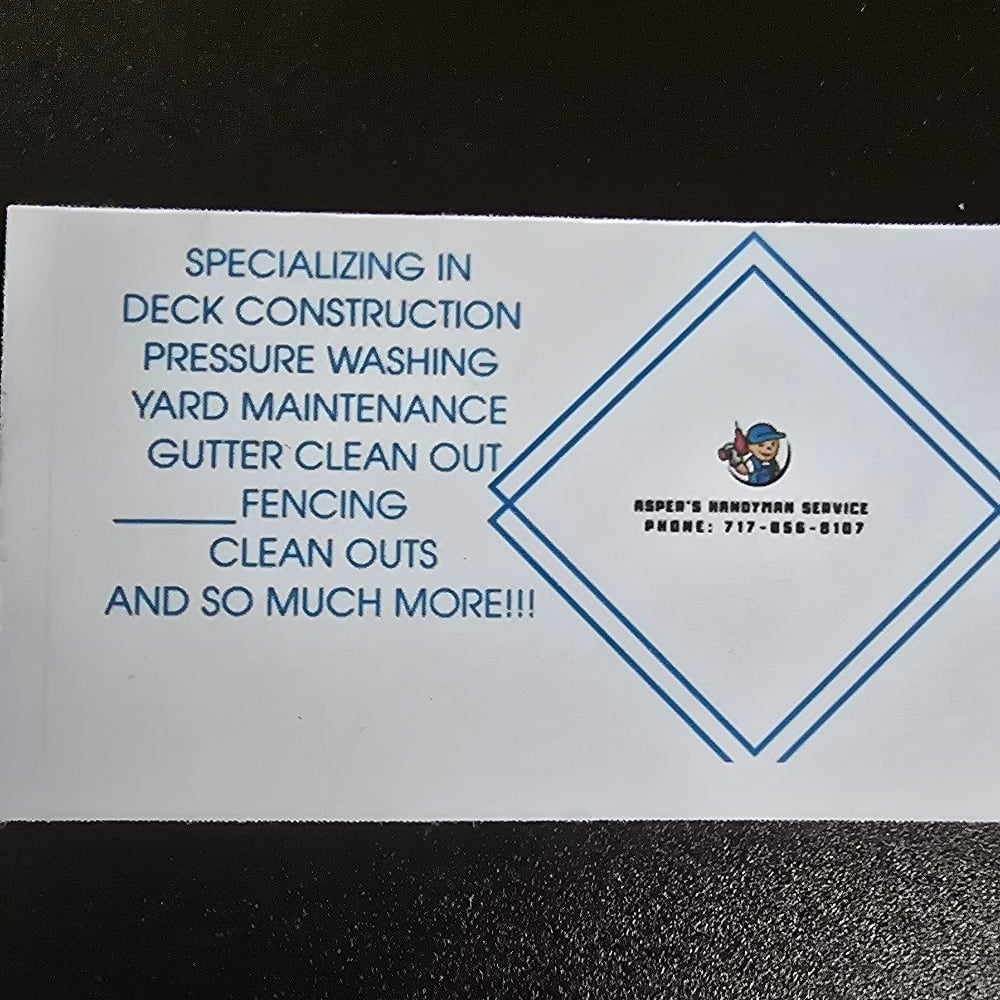 SPECIALIZING IN
DECK CONSTRUCTION
PRESSURE WASHING
YARD MAINTENANCE
GUTTER CLEAN OUT
______FENCING
CLEAN OUTS
AND SO MUCH MORE!!!
ASPER'S HANDYMAN SERVICE
PHONE: